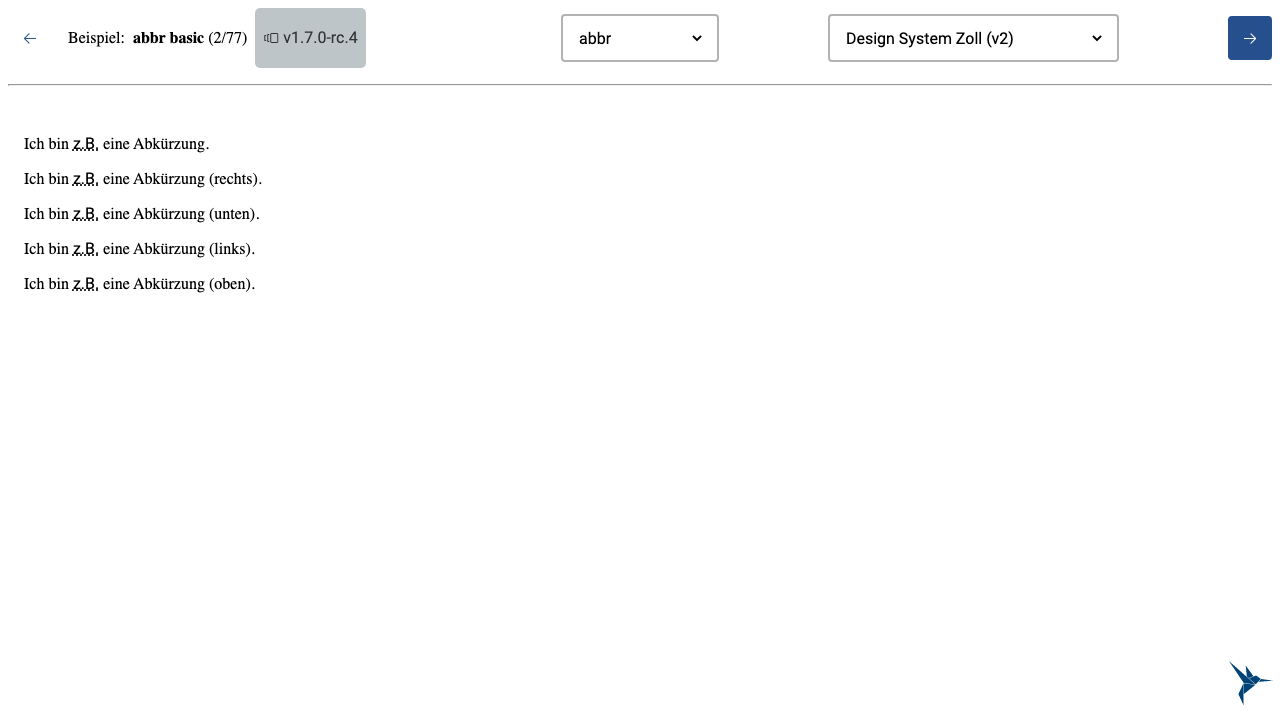 Beispiel: abbr basic (2/77) v1.7.0-rc.4 abbr Design System Zoll (v2)
Ich bin z.B. eine Abkürzung.
Ich bin z.B. eine Abkürzung (rechts).
Ich bin z.B. eine Abkürzung (unten).
Ich bin z.B. eine Abkürzung (links).
Ich bin z.B. eine Abkürzung (oben).